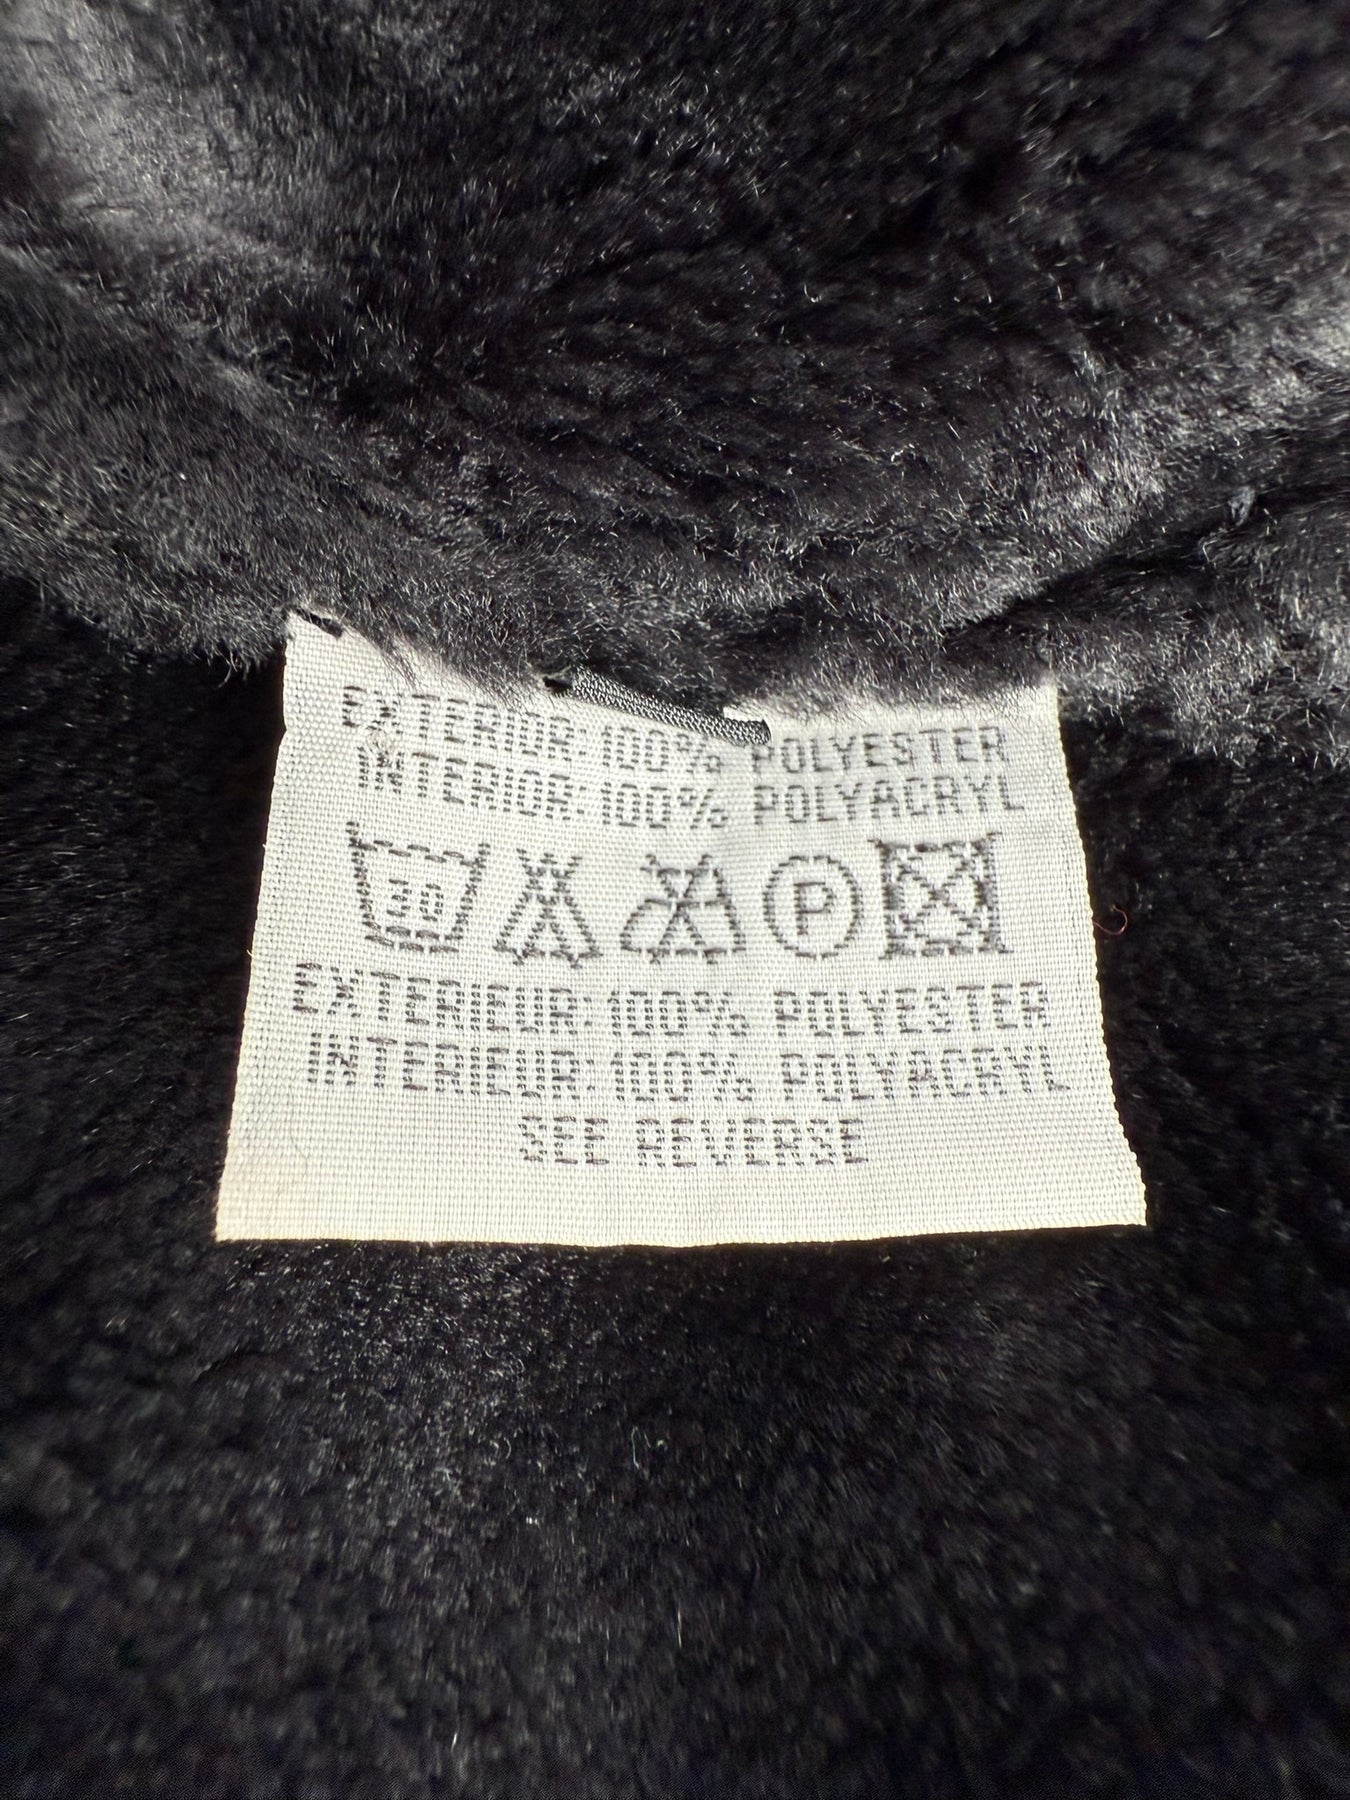 EXTERIOR: 100% POLYESTER
INTERIOR: 100% POLYACRYL
30 P
EXTERIEUR: 100% POLYESTER
INTERIEUR: 100% POLYACRYL
SEE REVERSE